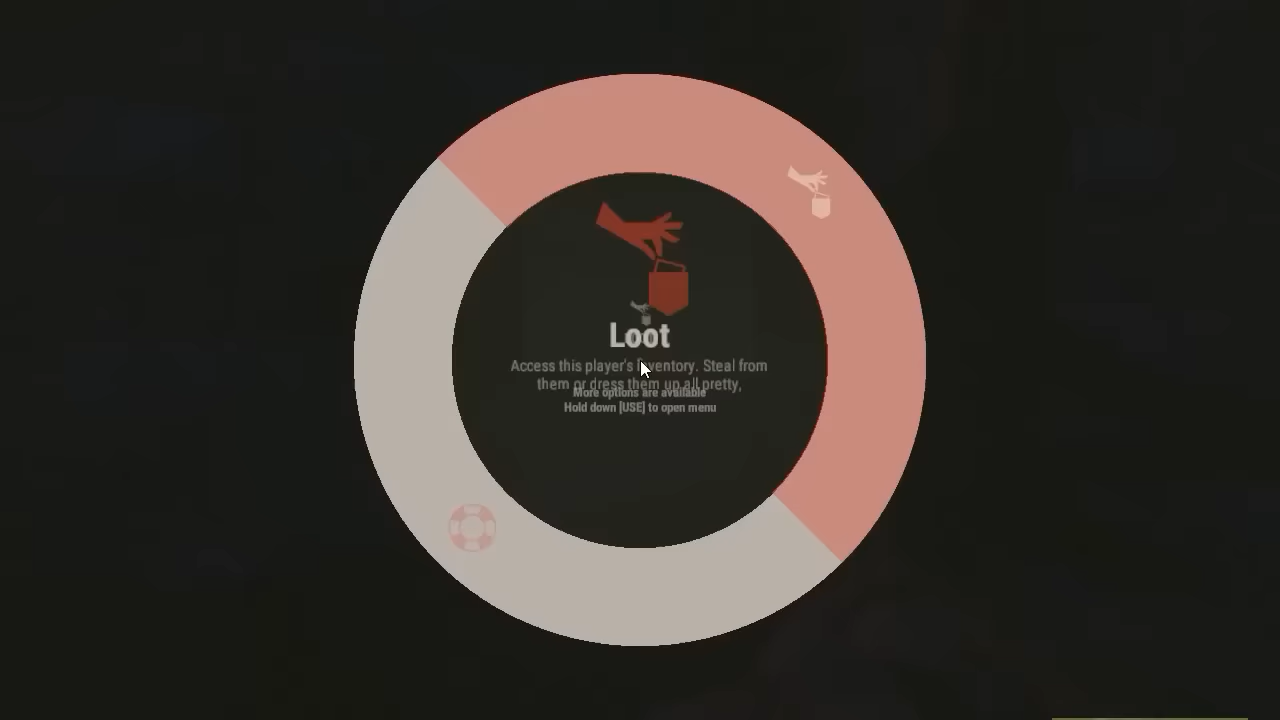 Loot
Access this player's inventory. Steal from
them or dress them up all pretty,
More options are available
Hold down [USE] to open menu